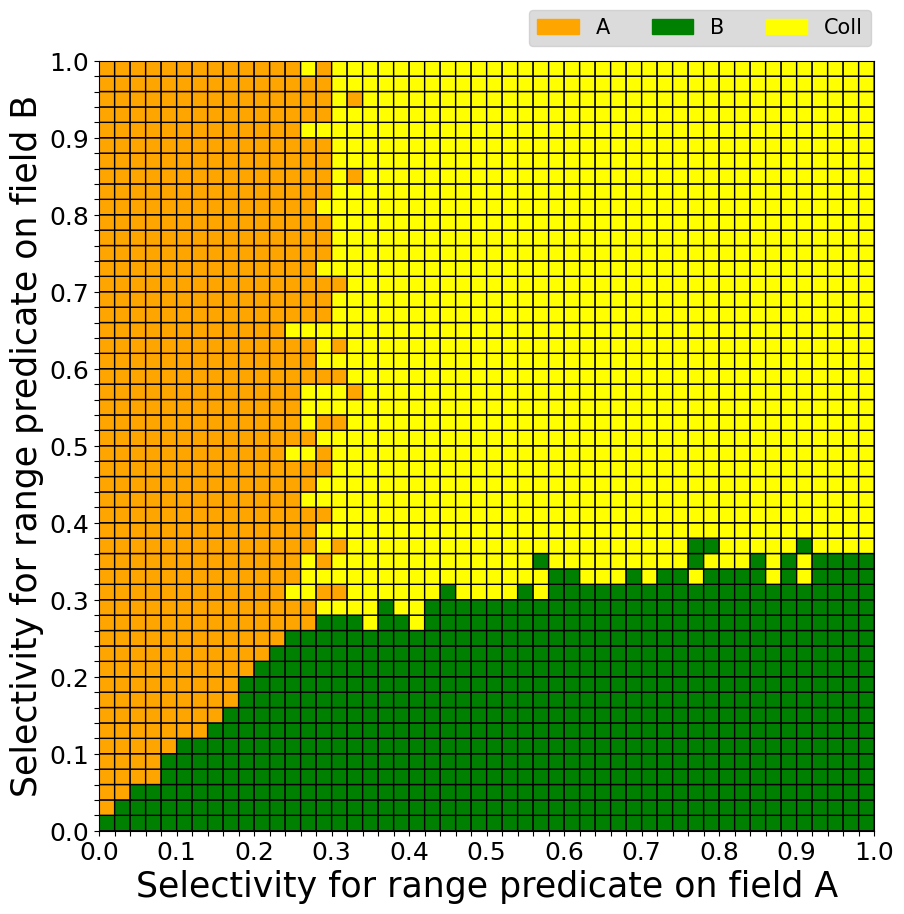 A B Coll
Selectivity for range predicate on field B
1.0
0.9
0.8
0.7
0.6
0.5
0.4
0.3
0.2
0.1
0.0
0.0 0.1 0.2 0.3 0.4 0.5 0.6 0.7 0.8 0.9 1.0
Selectivity for range predicate on field A